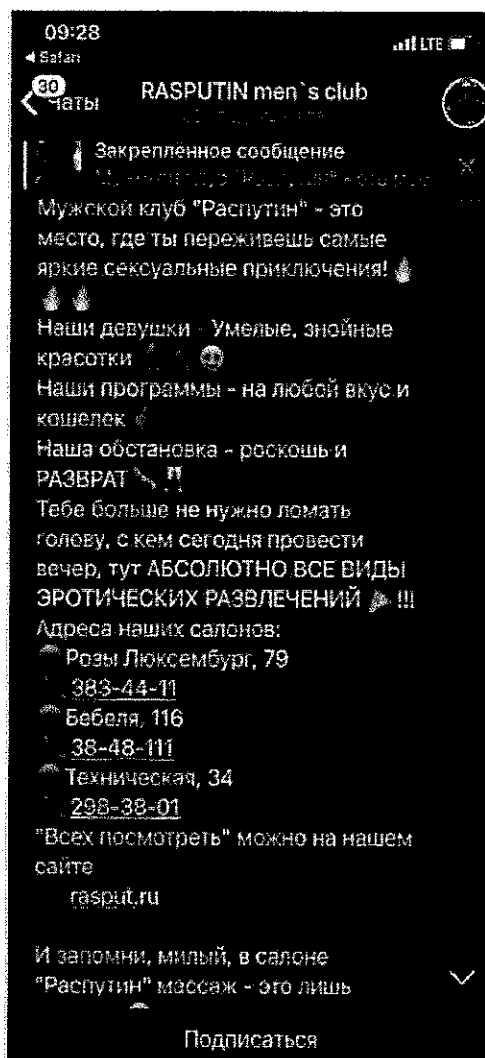 09:28
LTE
Safari
30
Чаты
RASPUTIN men`s club
Закреплённое сообщение
Мужской клуб "Распутин" - это
место, где ты переживешь самые
яркие сексуальные приключения!
Наши девушки - Умелые, знойные
красотки
Наши программы - на любой вкус и
кошелек
Наша обстановка - роскошь и
РАЗВРАТ
Тебе больше не нужно ломать
голову, с кем сегодня провести
вечер, тут АБСОЛЮТНО ВСЕ ВИДЫ
ЭРОТИЧЕСКИХ РАЗВЛЕЧЕНИЙ !!!
Адреса наших салонов:
Розы Люксембург, 79
383-44-11
Бебеля, 116
38-48-111
Техническая, 34
298-38-01
"Всех посмотреть" можно на нашем
сайте
rasput.ru
И запомни, милый, в салоне
"Распутин" массаж - это лишь
Подписаться